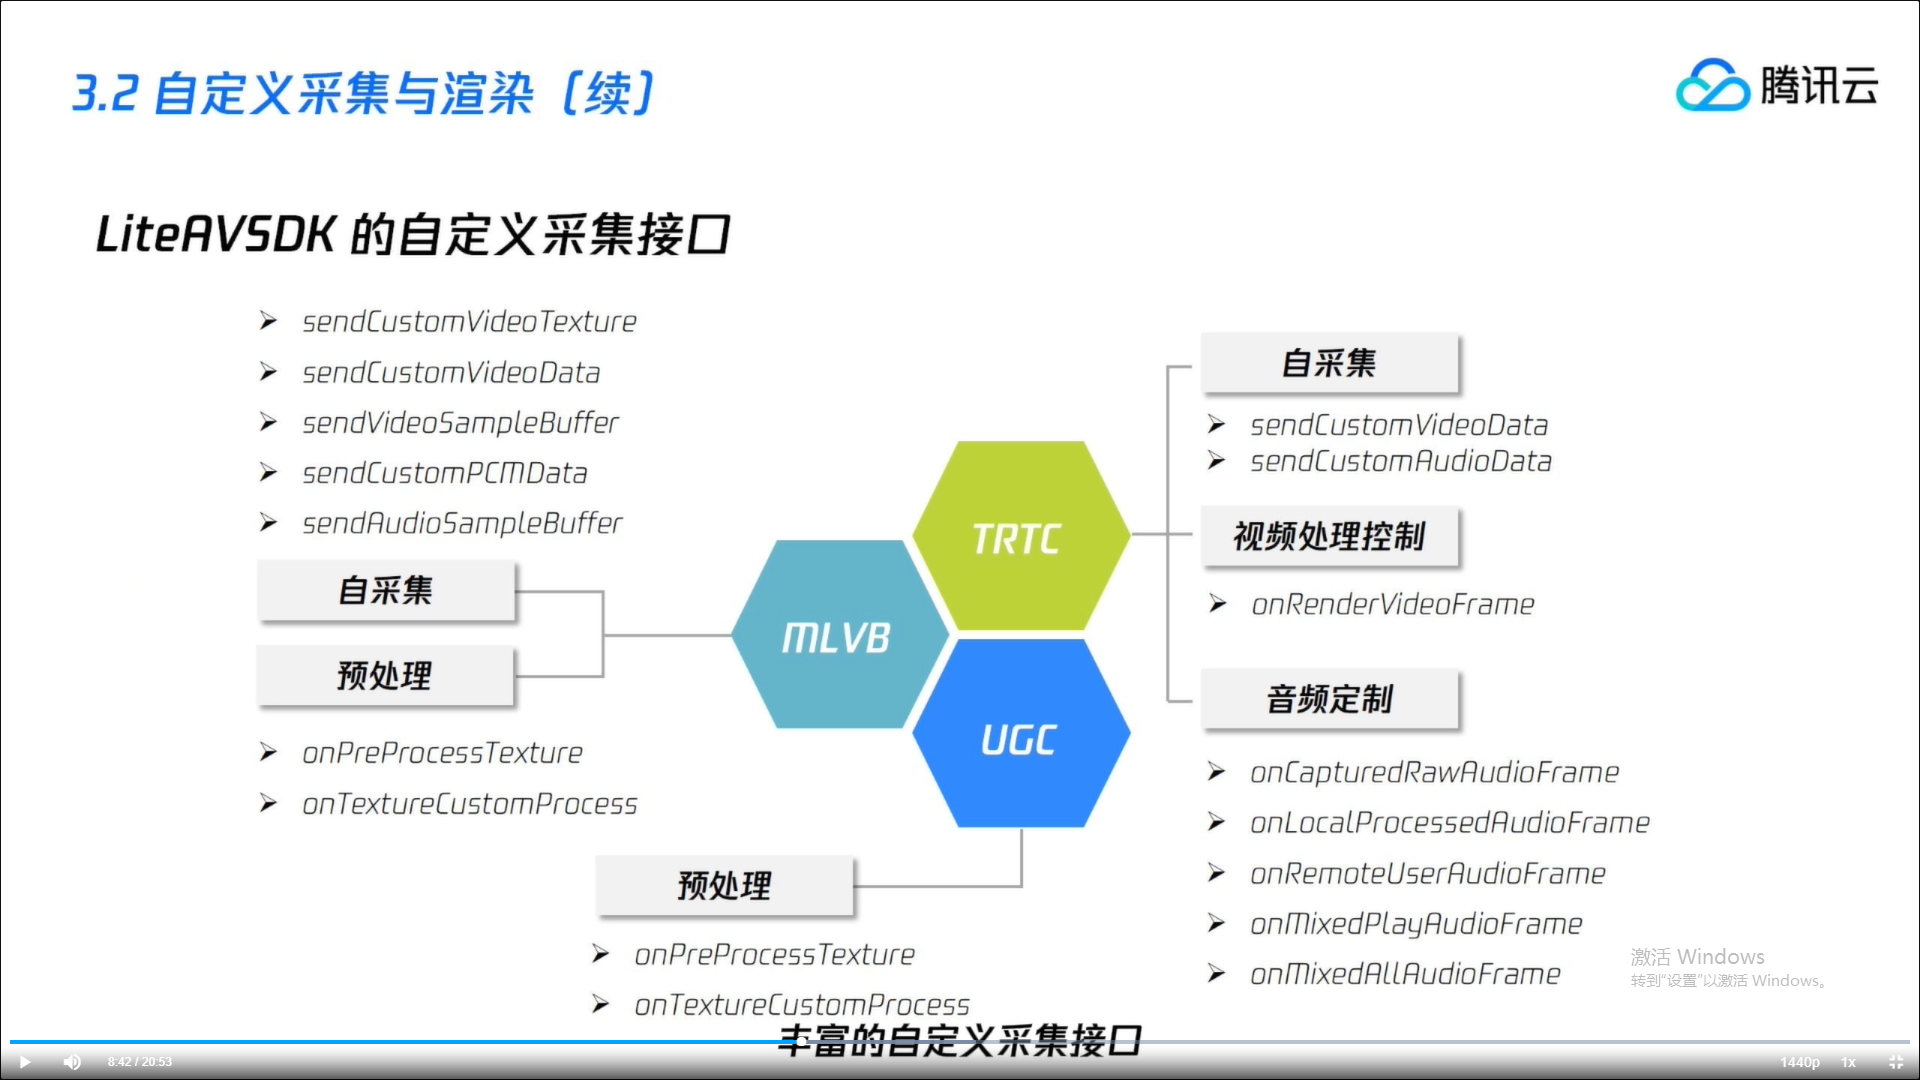 3.2 自定义采集与渲染（续）
腾讯云
LiteAVSDK 的自定义采集接口
sendCustomVideoTexture
sendCustomVideoData
sendVideoSampleBuffer
sendCustomPCMData
sendAudioSampleBuffer
自采集
预处理
onPreProcessTexture
onTextureCustomProcess
MLVB
TRTC
UGC
预处理
onPreProcessTexture
onTextureCustomProcess
自采集
sendCustomVideoData
sendCustomAudioData
视频处理控制
onRenderVideoFrame
音频定制
onCapturedRawAudioFrame
onLocalProcessedAudioFrame
onRemoteUserAudioFrame
onMixedPlayAudioFrame
onMixedAllAudioFrame
激活 Windows
转到“设置”以激活 Windows。
丰富的自定义采集接口
8:42 / 20:53
1440p 1x